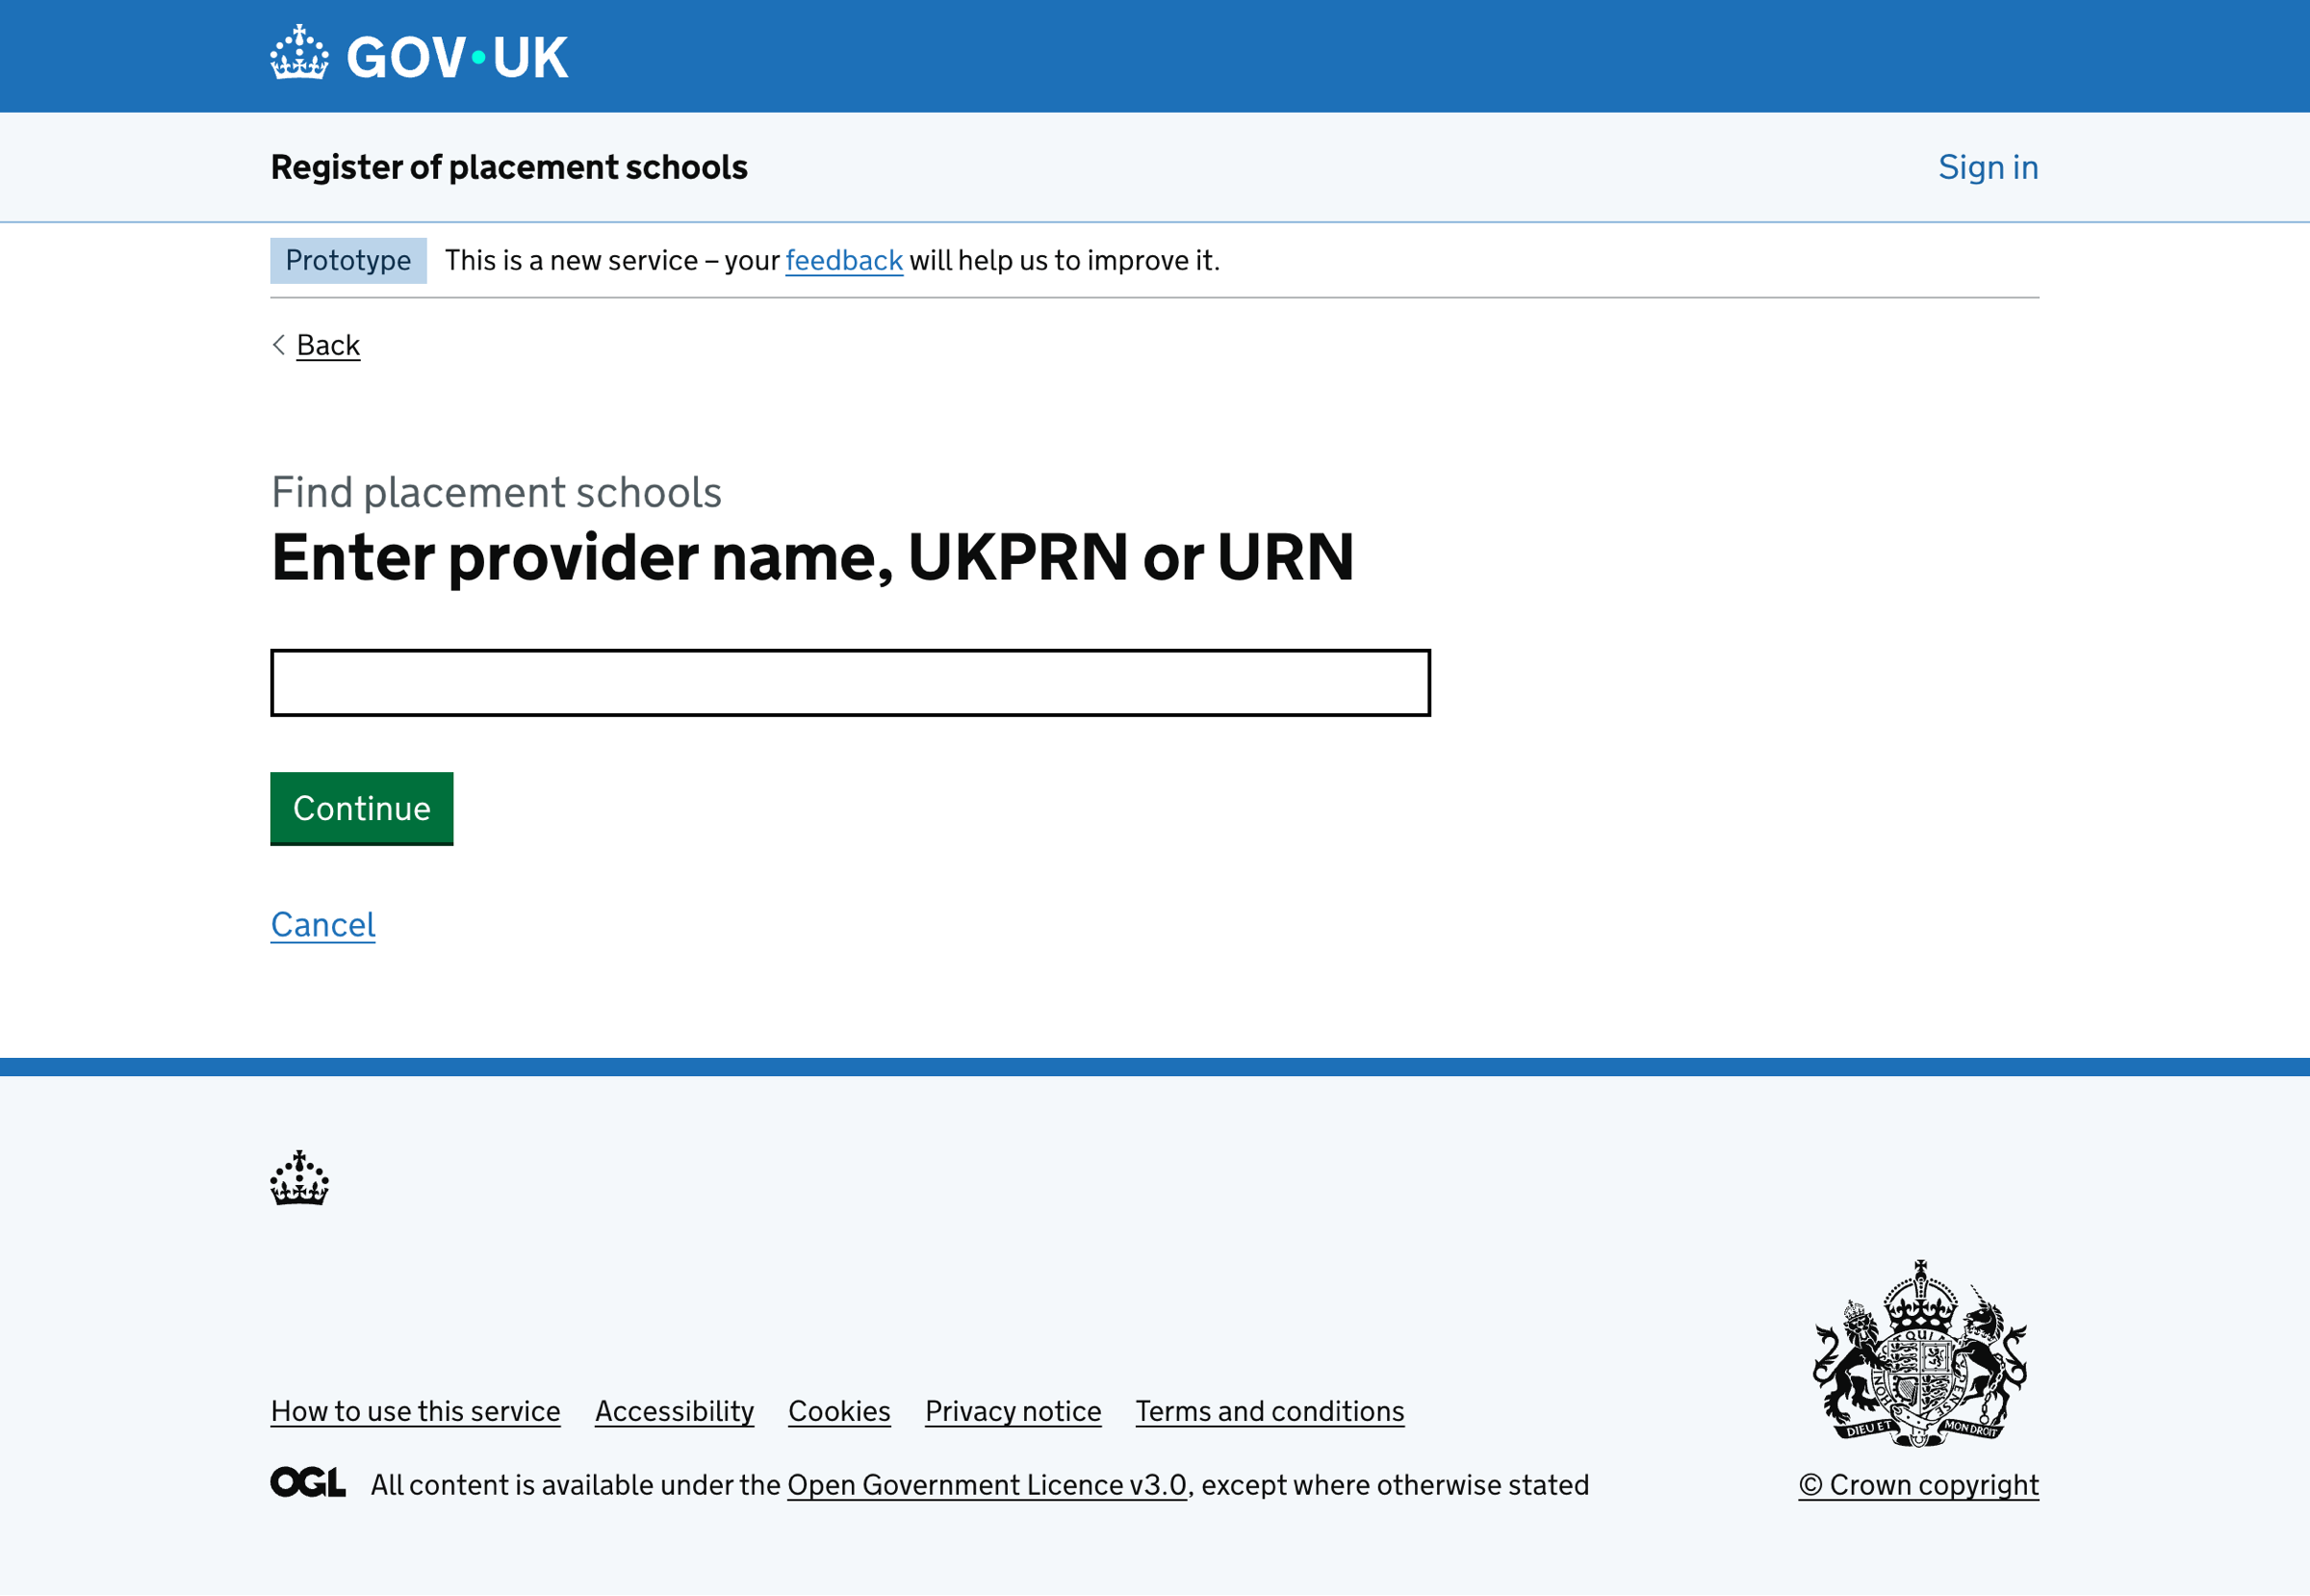 GOV·UK
Register of placement schools
Sign in
Prototype
This is a new service – your feedback will help us to improve it.
Back
Find placement schools
Enter provider name, UKPRN or URN
Continue
Cancel
How to use this service
Accessibility
Cookies
Privacy notice
Terms and conditions
DIEU ET MON DROIT
OGL
All content is available under the Open Government Licence v3.0, except where otherwise stated
© Crown copyright